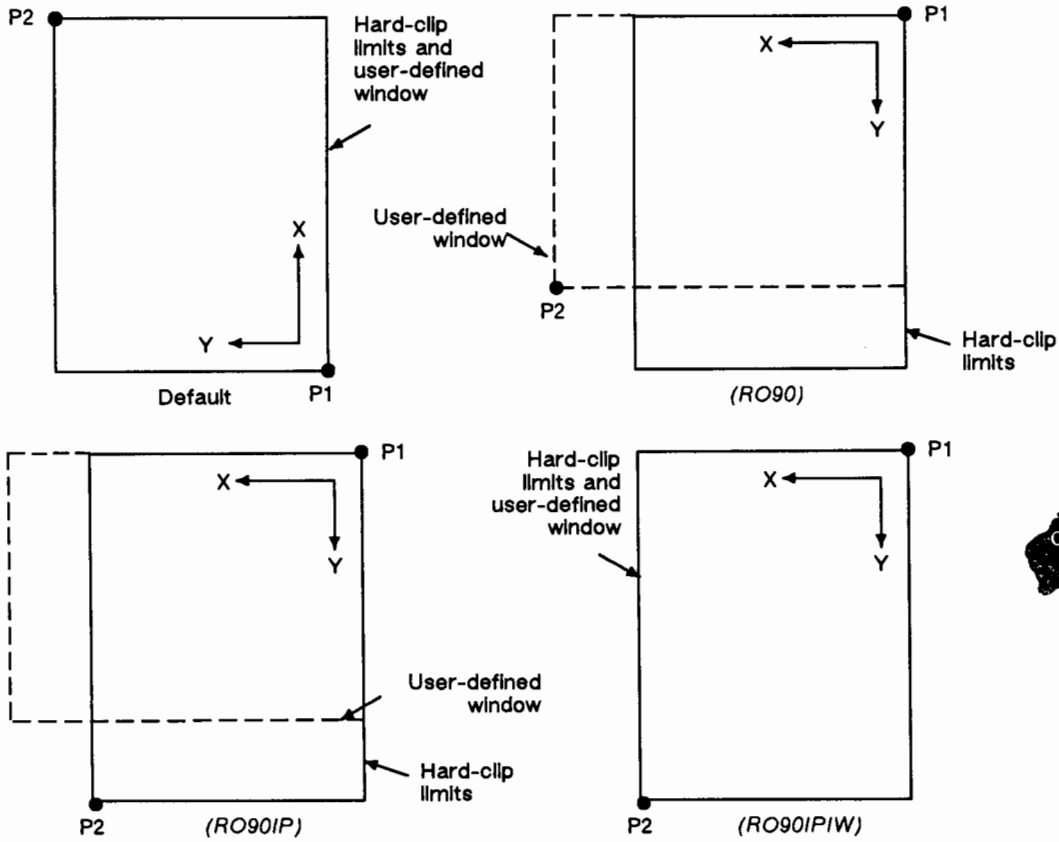 P2
Hard-clip
limits and
user-defined
window
X
Y
Default
P1
P1
X
Y
User-defined
window
P2
Hard-clip
limits
(RO90)
P1
X
Y
User-defined
window
Hard-clip
limits
P2
(RO90IP)
Hard-clip
limits and
user-defined
window
P1
X
Y
P2
(RO90IPIW)